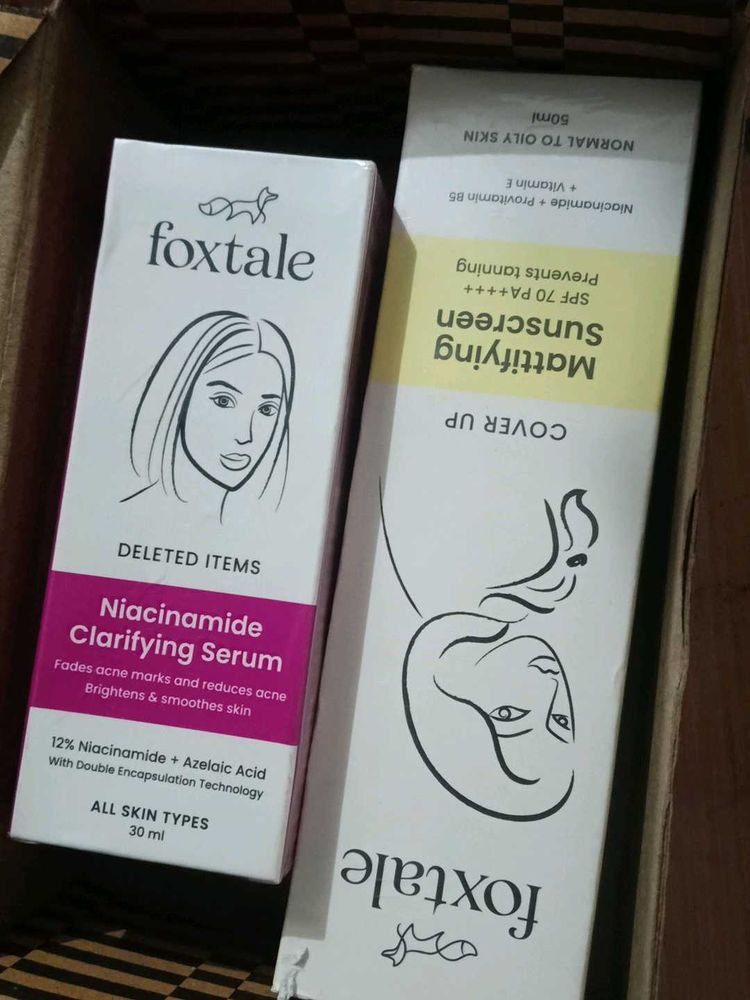 foxtale
DELETED ITEMS
Niacinamide
Clarifying Serum
Fades acne marks and reduces acne
Brightens & smoothes skin
12% Niacinamide + Azelaic Acid
With Double Encapsulation Technology
ALL SKIN TYPES
30 ml
foxtale
COVER UP
Mattifying
Sunscreen
SPF 70 PA++++
Prevents tanning
Niacinamide + Provitamin B5
+ Vitamin E
NORMAL TO OILY SKIN
50ml